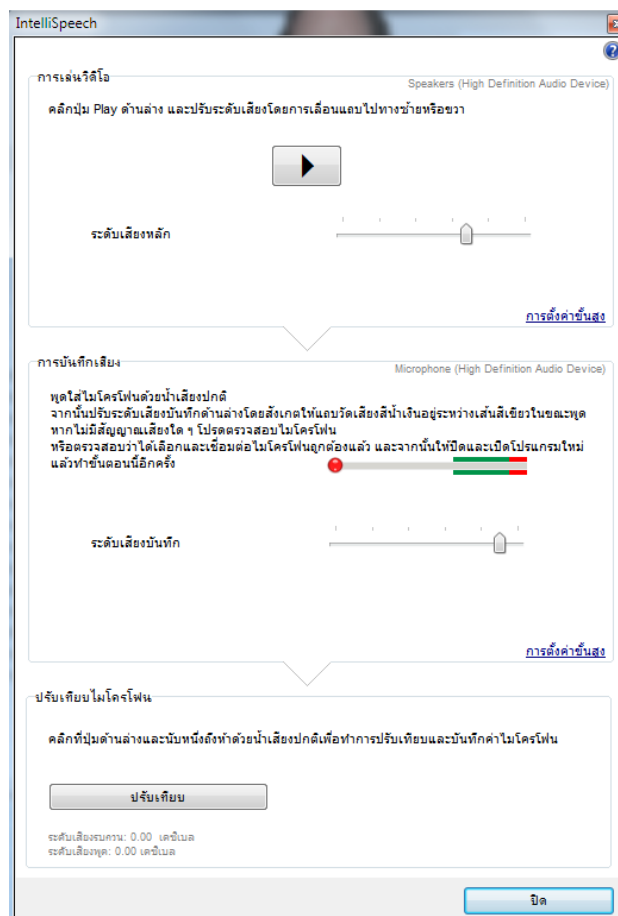 IntelliSpeech
การเล่นวิดีโอ
Speakers (High Definition Audio Device)
คลิกปุ่ม Play ด้านล่าง และปรับระดับเสียงโดยการเลื่อนแถบไปทางซ้ายหรือขวา
ระดับเสียงหลัก
การตั้งค่าขั้นสูง
การบันทึกเสียง
Microphone (High Definition Audio Device)
พูดใส่ไมโครโฟนด้วยน้ำเสียงปกติ
จากนั้นปรับระดับเสียงบันทึกด้านล่างโดยสังเกตให้แถบวัดเสียงสีน้ำเงินอยู่ระหว่างเส้นสีเขียวในขณะพูด
หากไม่มีสัญญาณเสียงใด ๆ โปรดตรวจสอบไมโครโฟน
หรือตรวจสอบว่าได้เลือกและเชื่อมต่อไมโครโฟนถูกต้องแล้ว และจากนั้นให้ปิดและเปิดโปรแกรมใหม่
แล้วทำขั้นตอนนี้อีกครั้ง
ระดับเสียงบันทึก
การตั้งค่าขั้นสูง
ปรับเทียบไมโครโฟน
คลิกที่ปุ่มด้านล่างและนับหนึ่งถึงห้าด้วยน้ำเสียงปกติเพื่อทำการปรับเทียบและบันทึกค่าไมโครโฟน
ปรับเทียบ
ระดับเสียงรบกวน: 0.00 เดซิเบล
ระดับเสียงพูด: 0.00 เดซิเบล
ปิด